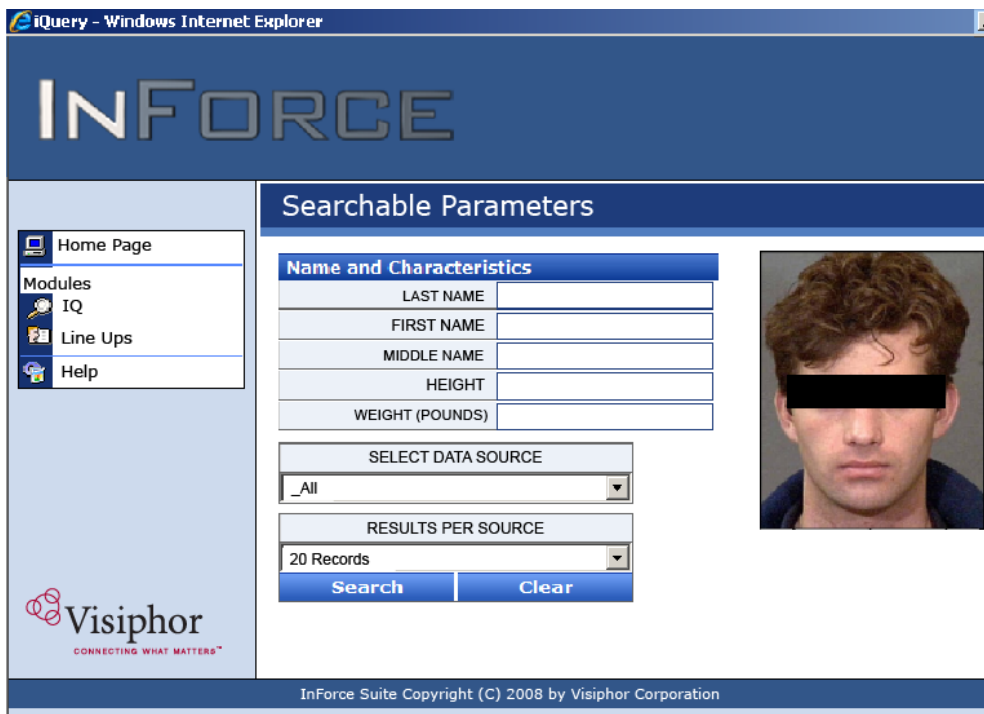 iQuery - Windows Internet Explorer
INFORCE
Searchable Parameters
Home Page
Modules
IQ
Line Ups
Help
Name and Characteristics
LAST NAME
FIRST NAME
MIDDLE NAME
HEIGHT
WEIGHT (POUNDS)
SELECT DATA SOURCE
_All
RESULTS PER SOURCE
20 Records
Search Clear
Visiphor
CONNECTING WHAT MATTERS™
InForce Suite Copyright (C) 2008 by Visiphor Corporation